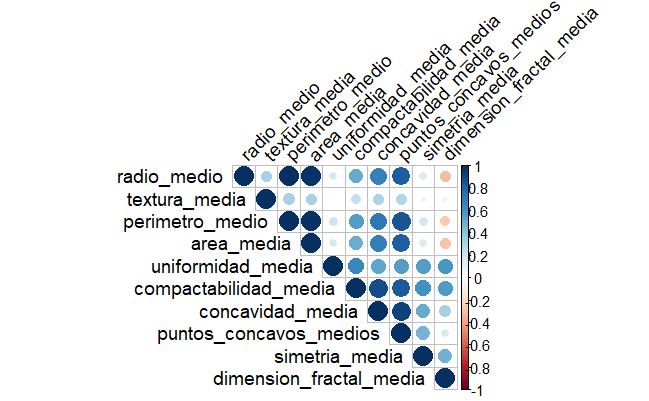 radio_medio
textura_media
perimetro_medio
area_media
uniformidad_media
compactabilidad_media
concavidad_media
puntos_concavos_medios
simetria_media
dimension_fractal_media
radio_medio
textura_media
perimetro_medio
area_media
uniformidad_media
compactabilidad_media
concavidad_media
puntos_concavos_medios
simetria_media
dimension_fractal_media
1
0.8
0.6
0.4
0.2
0
-0.2
-0.4
-0.6
-0.8
-1